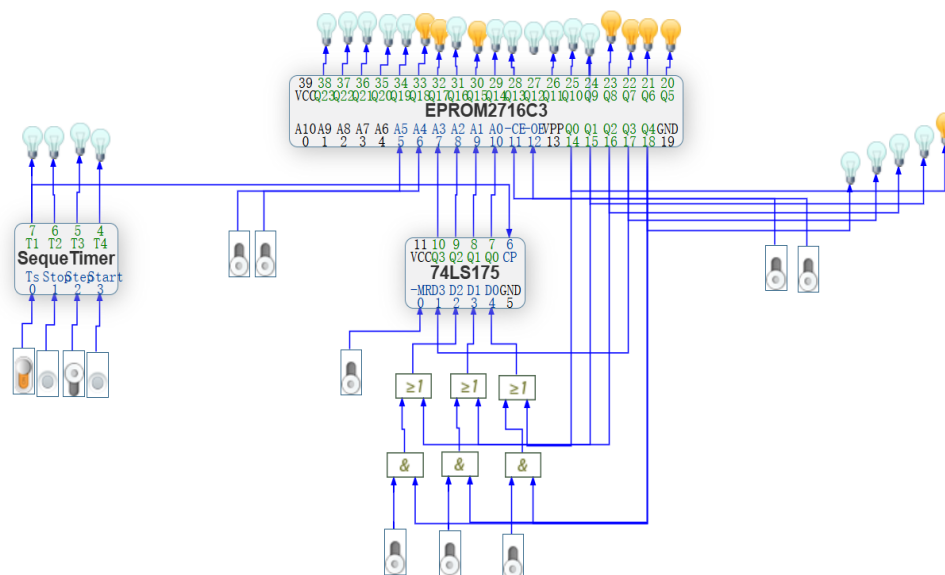 39 38 37 36 35 34 33 32 31 30 29 28 27 26 25 24 23 22 21 20
VCC Q23 Q22 Q21 Q20 Q19 Q18 Q17 Q16 Q15 Q14 Q13 Q12 Q11 Q10 Q9 Q8 Q7 Q6 Q5
EPROM2716C3
A10 A9 A8 A7 A6 A5 A4 A3 A2 A1 A0 -CE -OE VPP Q0 Q1 Q2 Q3 Q4 GND
0 1 2 3 4 5 6 7 8 9 10 11 12 13 14 15 16 17 18 19
7 6 5 4
T1 T2 T3 T4
SequeTimer
Ts Stop Step Start
0 1 2 3
11 10 9 8 7 6
VCC Q3 Q2 Q1 Q0 CP
74LS175
-MR D3 D2 D1 D0 GND
0 1 2 3 4 5
≥1 ≥1 ≥1
& & &